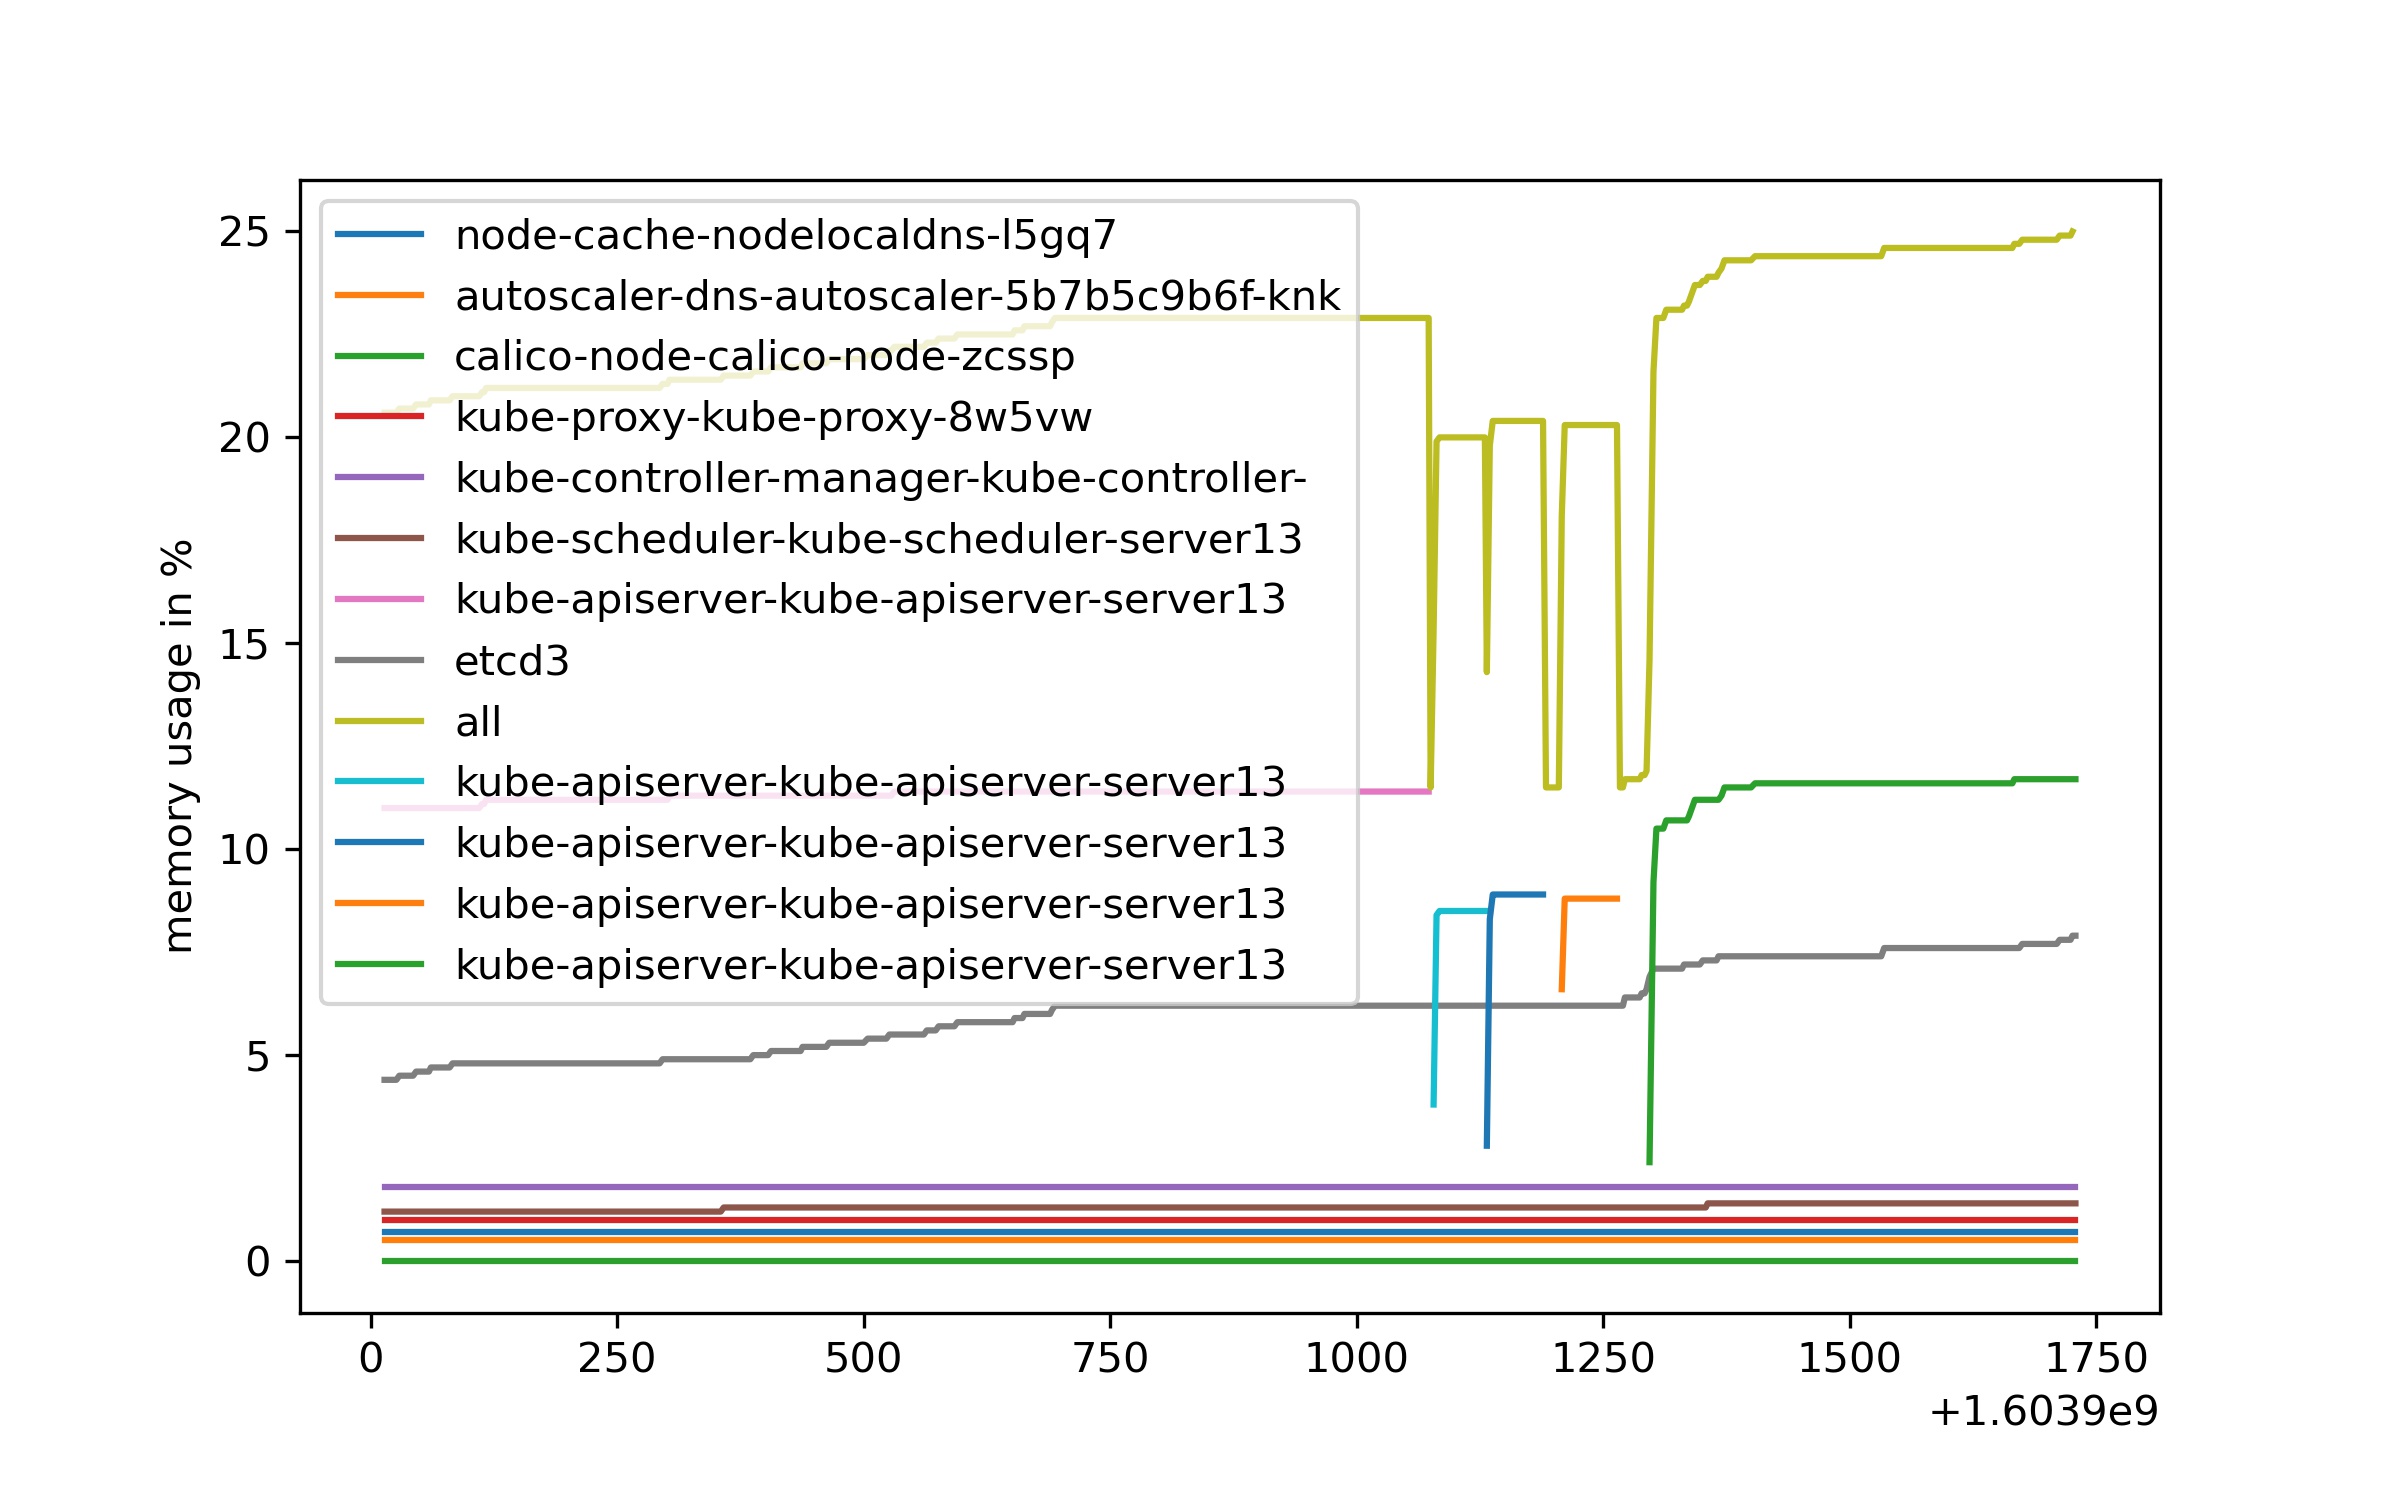 25
20
15
10
5
0
memory usage in %
node-cache-nodelocaldns-l5gq7
autoscaler-dns-autoscaler-5b7b5c9b6f-knk
calico-node-calico-node-zcssp
kube-proxy-kube-proxy-8w5vw
kube-controller-manager-kube-controller-
kube-scheduler-kube-scheduler-server13
kube-apiserver-kube-apiserver-server13
etcd3
all
kube-apiserver-kube-apiserver-server13
kube-apiserver-kube-apiserver-server13
kube-apiserver-kube-apiserver-server13
kube-apiserver-kube-apiserver-server13
0 250 500 750 1000 1250 1500 1750
+1.6039e9